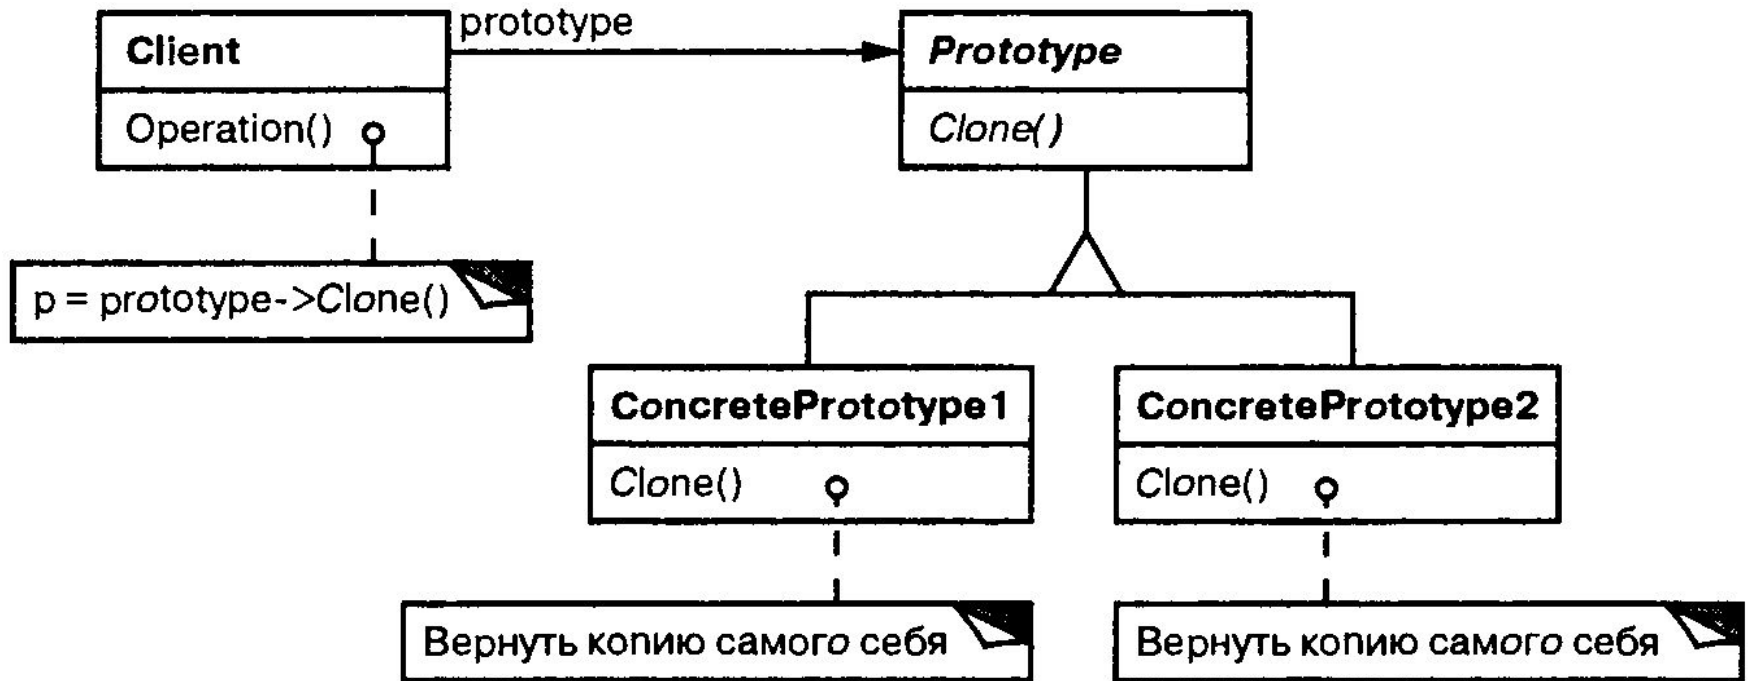 prototype
Client
Prototype
Operation()
Clone()
p = prototype->Clone()
ConcretePrototype1
ConcretePrototype2
Clone()
Clone()
Вернуть копию самого себя
Вернуть копию самого себя